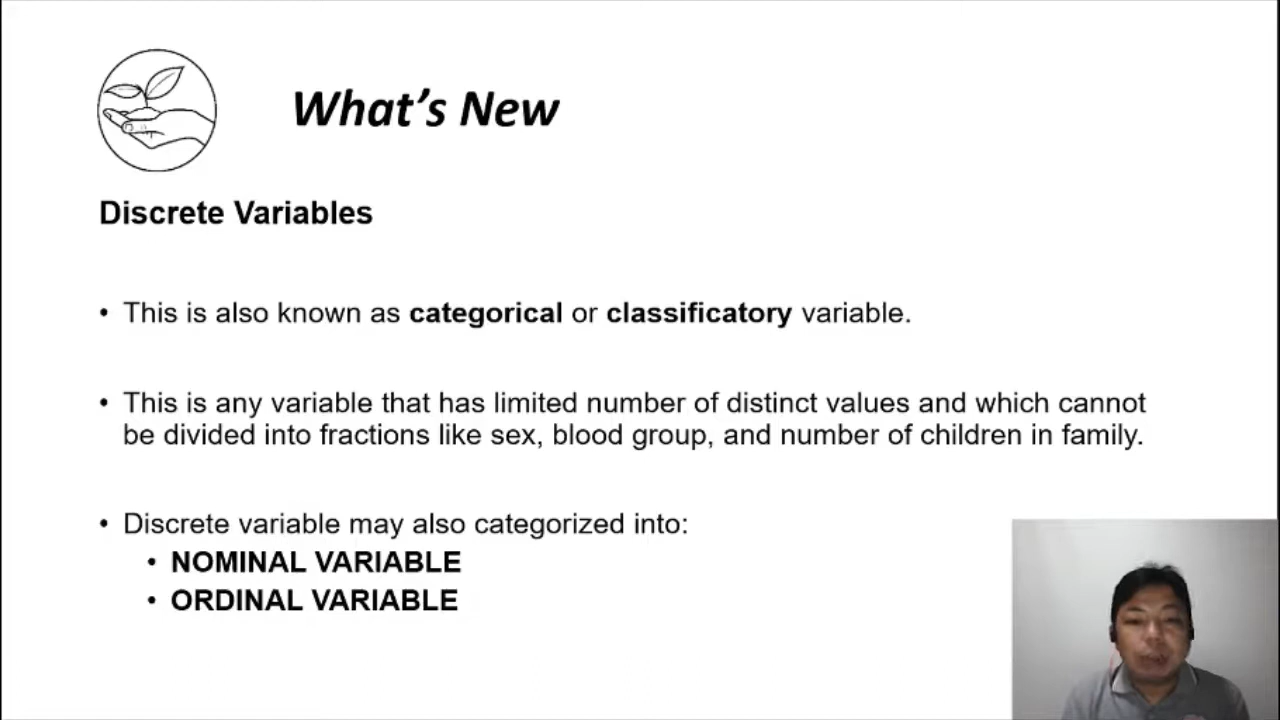 What's New
Discrete Variables
• This is also known as categorical or classificatory variable.
• This is any variable that has limited number of distinct values and which cannot
be divided into fractions like sex, blood group, and number of children in family.
• Discrete variable may also categorized into:
• NOMINAL VARIABLE
• ORDINAL VARIABLE